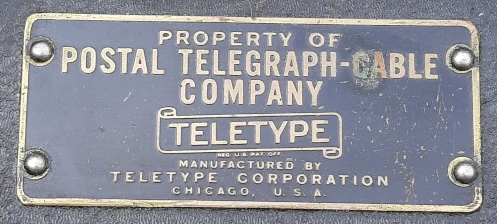 PROPERTY OF
POSTAL TELEGRAPH-CABLE
COMPANY
TELETYPE
REG. U.S. PAT. OFF.
MANUFACTURED BY
TELETYPE CORPORATION
CHICAGO, U.S.A.